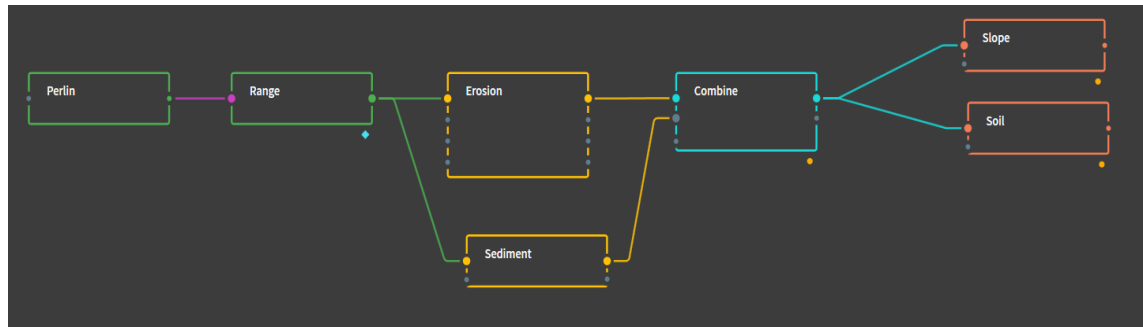 Perlin
Range
Erosion
Combine
Slope
Soil
Sediment